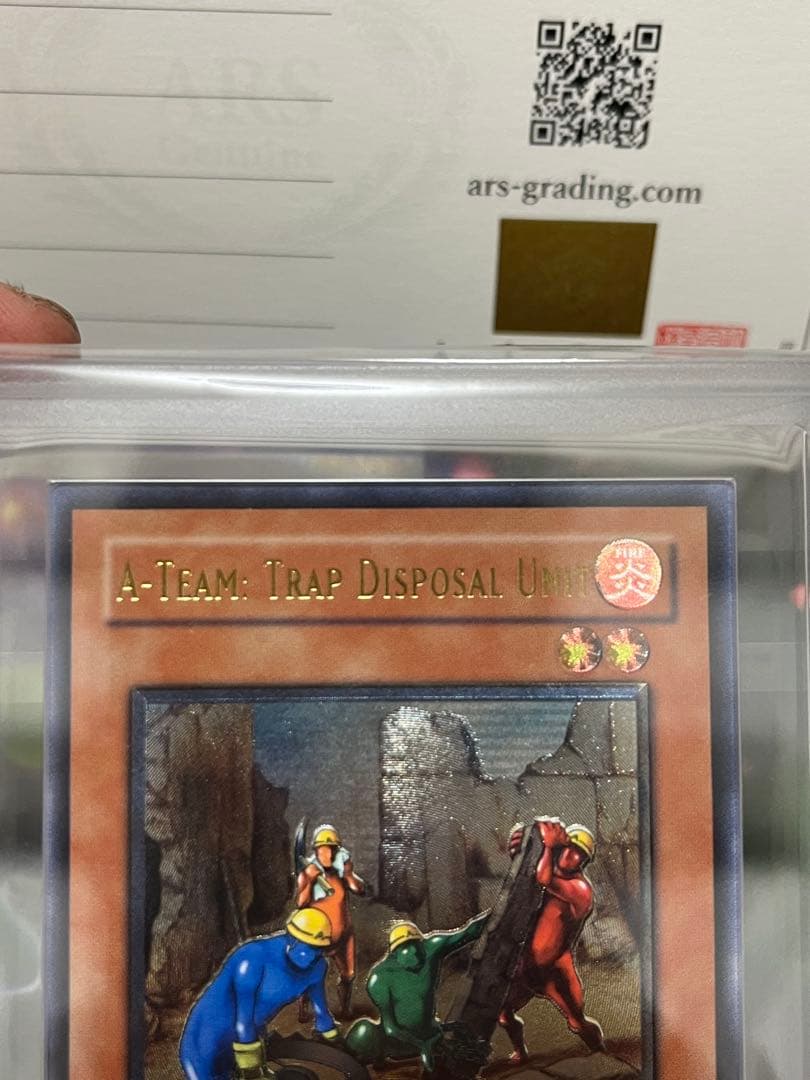 ars-grading.com
A-Team: Trap Disposal Unit
FIRE
炎